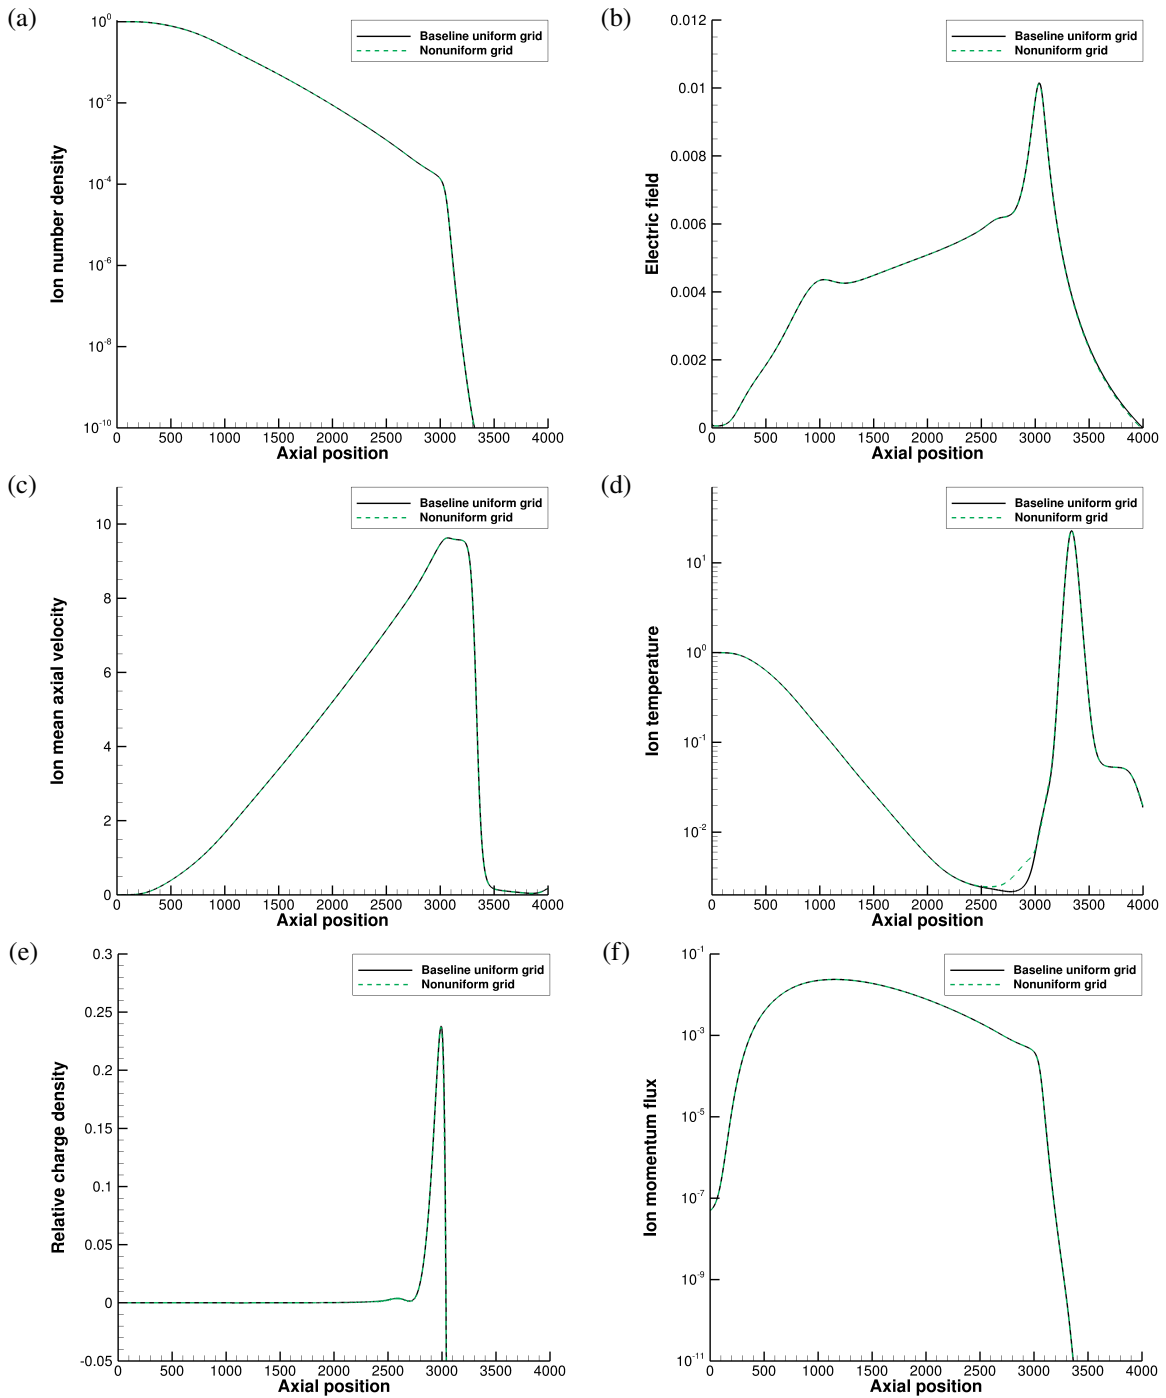 (a)
10^0
10^-2
10^-4
10^-6
10^-8
10^-10
Ion number density
Baseline uniform grid
Nonuniform grid
0 500 1000 1500 2000 2500 3000 3500 4000
Axial position
(b)
0.012
0.01
0.008
0.006
0.004
0.002
0
Electric field
Baseline uniform grid
Nonuniform grid
0 500 1000 1500 2000 2500 3000 3500 4000
Axial position
(c)
10
8
6
4
2
0
Ion mean axial velocity
Baseline uniform grid
Nonuniform grid
0 500 1000 1500 2000 2500 3000 3500 4000
Axial position
(d)
10^1
10^0
10^-1
10^-2
Ion temperature
Baseline uniform grid
Nonuniform grid
0 500 1000 1500 2000 2500 3000 3500 4000
Axial position
(e)
0.3
0.25
0.2
0.15
0.1
0.05
0
-0.05
Relative charge density
Baseline uniform grid
Nonuniform grid
0 500 1000 1500 2000 2500 3000 3500 4000
Axial position
(f)
10^-1
10^-3
10^-5
10^-7
10^-9
10^-11
Ion momentum flux
Baseline uniform grid
Nonuniform grid
0 500 1000 1500 2000 2500 3000 3500 4000
Axial position